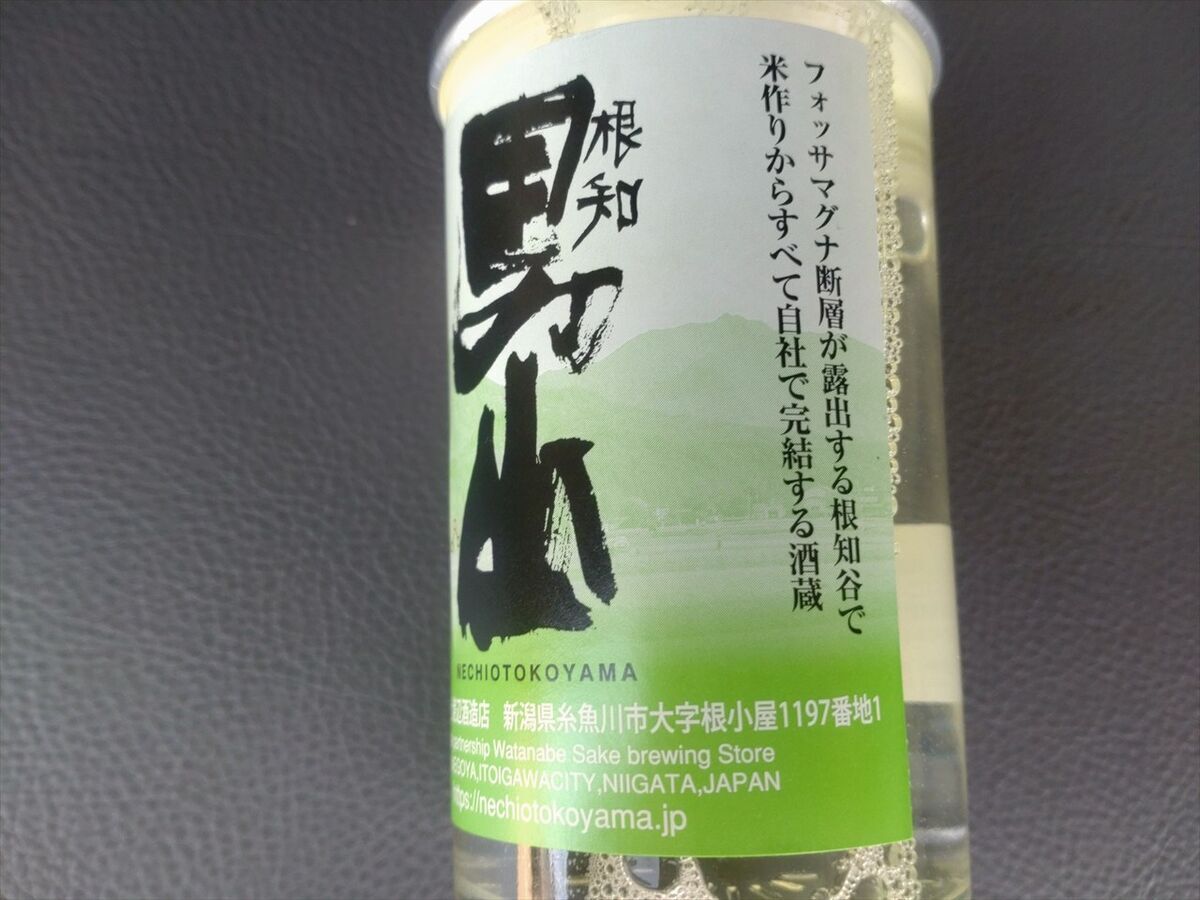 フォッサマグナ断層が露出する根知谷で
米作りからすべて自社で完結する酒蔵
根知
男山
NECHIOTOKOYAMA
酒造店 新潟県糸魚川市大字根小屋1197番地1
Watanabe Sake brewing Store
ITOIGAWACITY,NIIGATA,JAPAN
://nechiotokoyama.jp